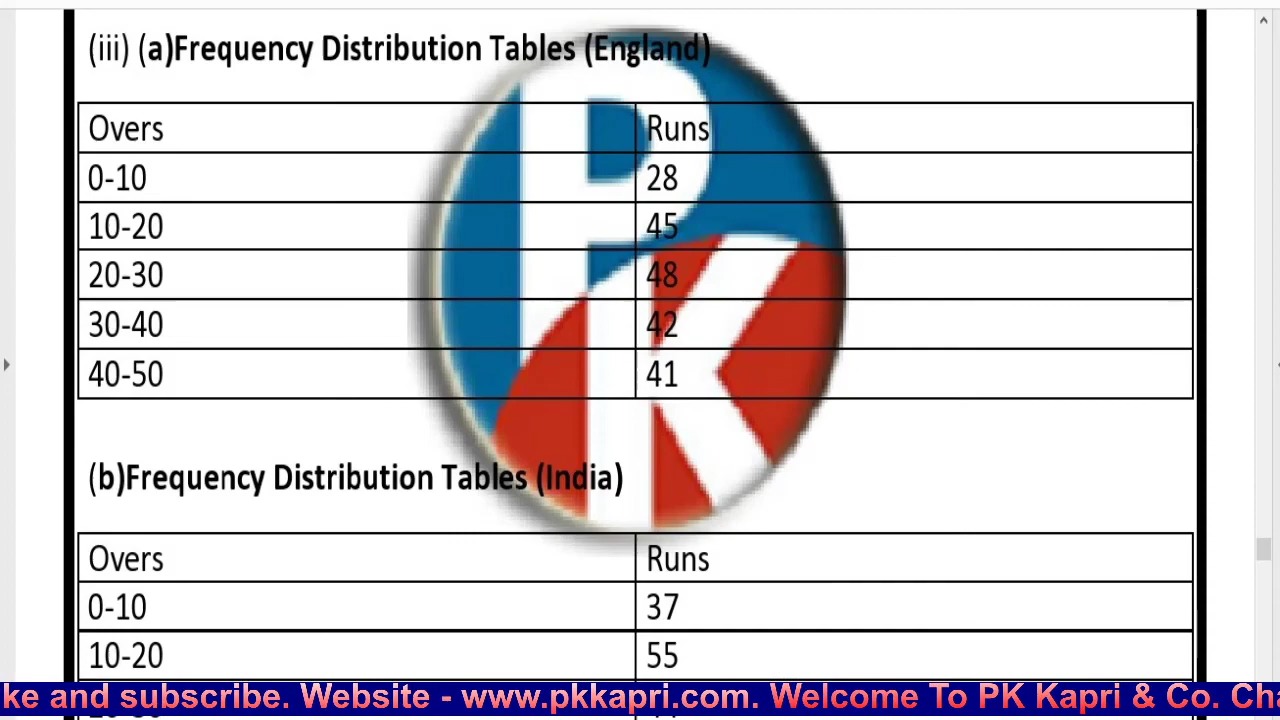 (iii) (a)Frequency Distribution Tables (England)
Overs Runs
0-10 28
10-20 45
20-30 48
30-40 42
40-50 41
(b)Frequency Distribution Tables (India)
Overs Runs
0-10 37
10-20 55
ke and subscribe. Website - www.pkkapri.com. Welcome To PK Kapri & Co. Cha